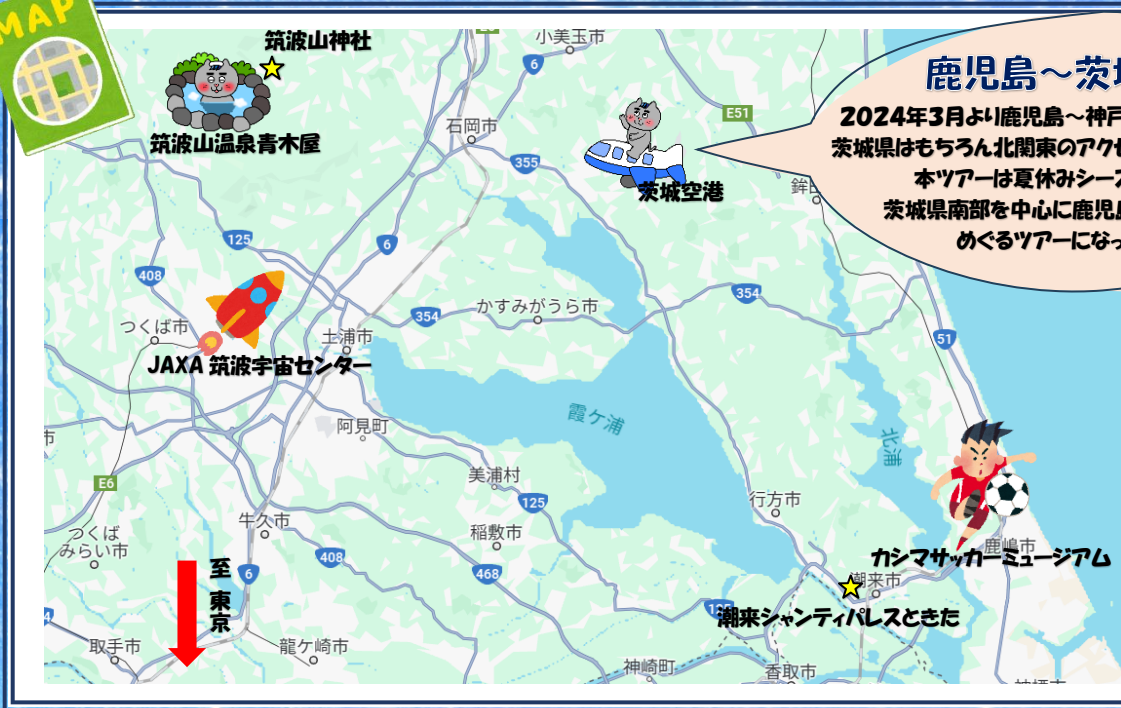 MAP
筑波山神社
筑波山温泉青木屋
小美玉市
6
E51
石岡市
355
茨城空港
鹿児島～茨
2024年3月より鹿児島～神戸
茨城県はもちろん北関東のアクセ
本ツアーは夏休みシーズ
茨城県南部を中心に鹿児島
めぐるツアーになっ
125
6
408
354
かすみがうら市
354
つくば市
土浦市
51
JAXA 筑波宇宙センター
霞ケ浦
阿見町
北浦
市
美浦村
E6
125
行方市
牛久市
稲敷市
つくば
みらい市
408
468
鹿嶋市
カシマサッカーミュージアム
至 東京
6
潮来市
潮来シャンティパレスときた
取手市
龍ケ崎市
神崎町
香取市